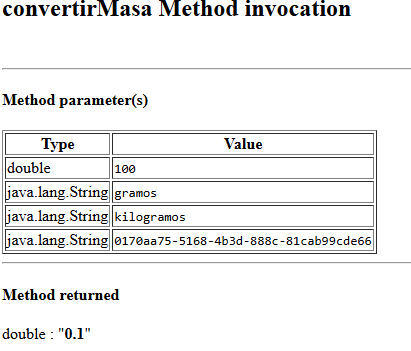 convertirMasa Method invocation
Method parameter(s)
Type Value
double 100
java.lang.String gramos
java.lang.String kilogramos
java.lang.String 0170aa75-5168-4b3d-888c-81cab99cde66
Method returned
double : "0.1"